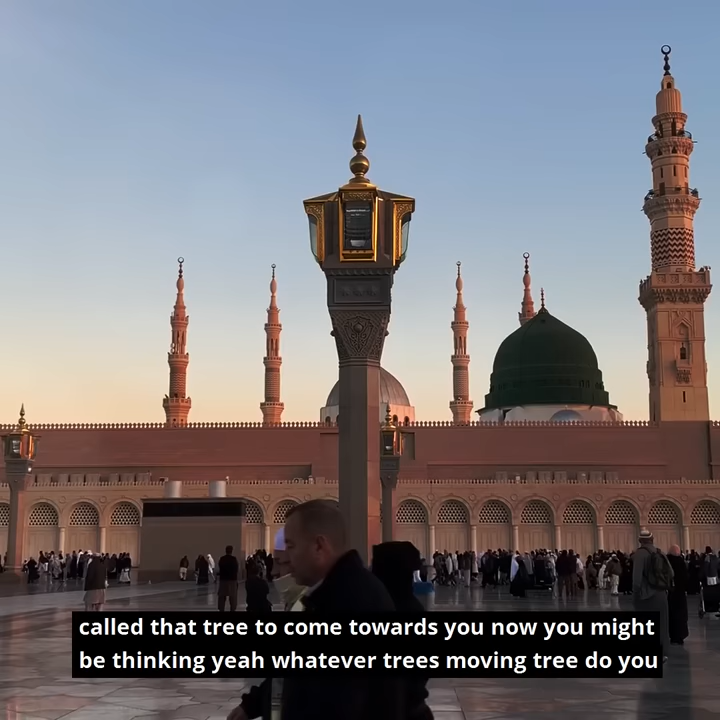 called that tree to come towards you now you might
be thinking yeah whatever trees moving tree do you